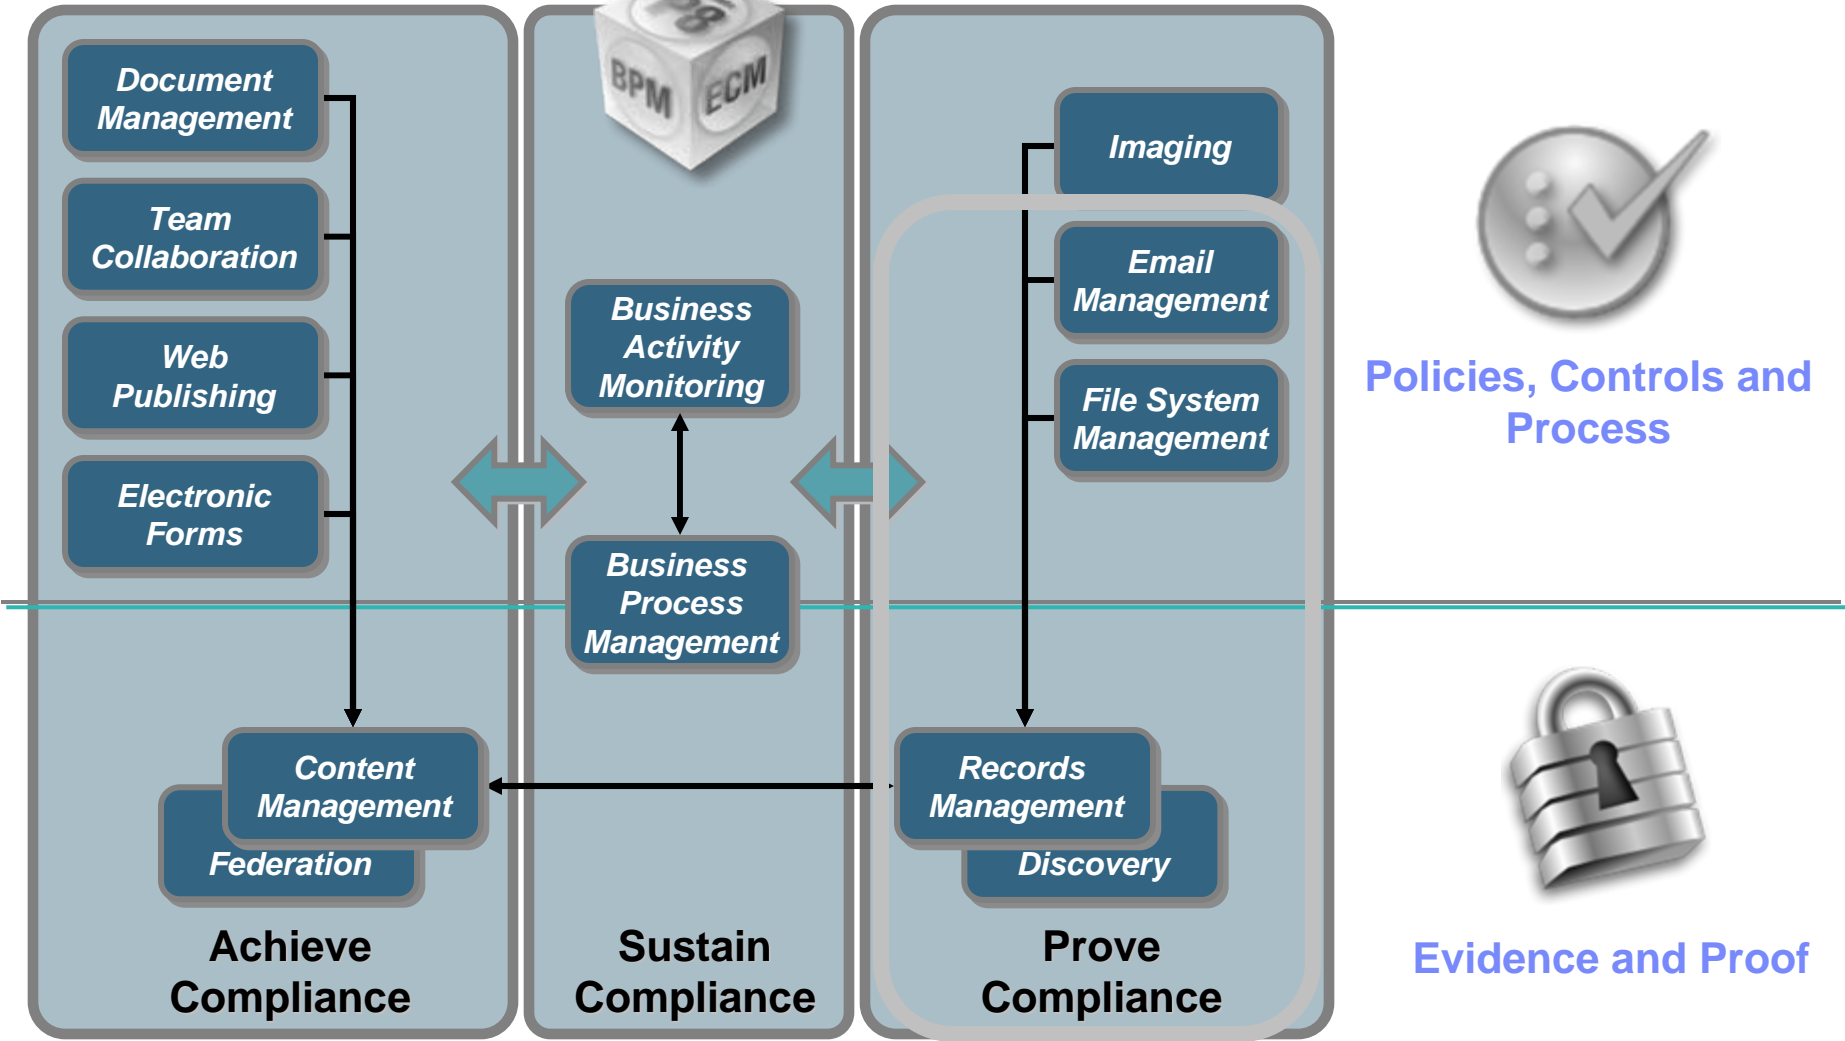 Document
Management
Team
Collaboration
Web
Publishing
Electronic
Forms
Content
Management
Federation
Achieve
Compliance
P8
BPM
ECM
Business
Activity
Monitoring
Business
Process
Management
Sustain
Compliance
Imaging
Email
Management
File System
Management
Records
Management
Discovery
Prove
Compliance
Policies, Controls and
Process
Evidence and Proof